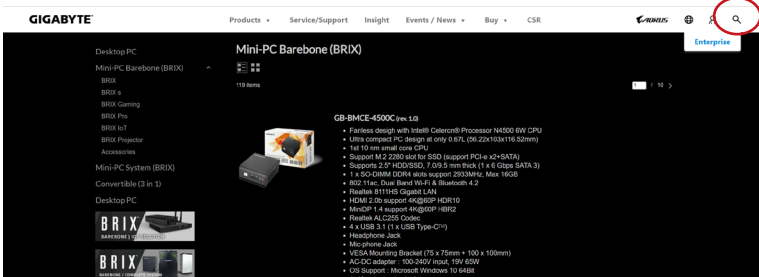 GIGABYTE™
Products Service/Support Insight Events / News Buy CSR
AORUS
Enterprise
Desktop PC
Mini-PC Barebone (BRIX)
BRIX
BRIX s
BRIX Gaming
BRIX Pro
BRIX IoT
BRIX Projector
Accessories
Mini-PC System (BRIX)
Convertible (3 in 1)
Desktop PC
BRIX
BRIX
Mini-PC Barebone (BRIX)
119 items
1 / 10 >
GB-BMCE-4500C (rev. 1.0)
• Fanless desigh with Intel® Celeron® Processor N4500 6W CPU
• Ultra compact PC design at only 0.67L (56.22x103x116.52mm)
• 1st 10 nm small core CPU
• Support M.2 2280 slot for SSD (support PCI-e x2+SATA)
• Supports 2.5" HDD/SSD, 7.0/9.5 mm thick (1 x 6 Gbps SATA 3)
• 1 x SO-DIMM DDR4 slots support 2933MHz, Max 16GB
• 802.11ac, Dual Band Wi-Fi & Bluetooth 4.2
• Realtek 8111HS Gigabit LAN
• HDMI 2.0b support 4K@60P HDR10
• MiniDP 1.4 support 4K@60P HBR2
• Realtek ALC255 Codec
• 4 x USB 3.1 (1 x USB Type-C™)
• Headphone Jack
• Mic-phone Jack
• VESA Mounting Bracket (75 x 75mm + 100 x 100mm)
• AC-DC adapter : 100-240V input, 19V 65W
• OS Support : Microsoft Windows 10 64Bit